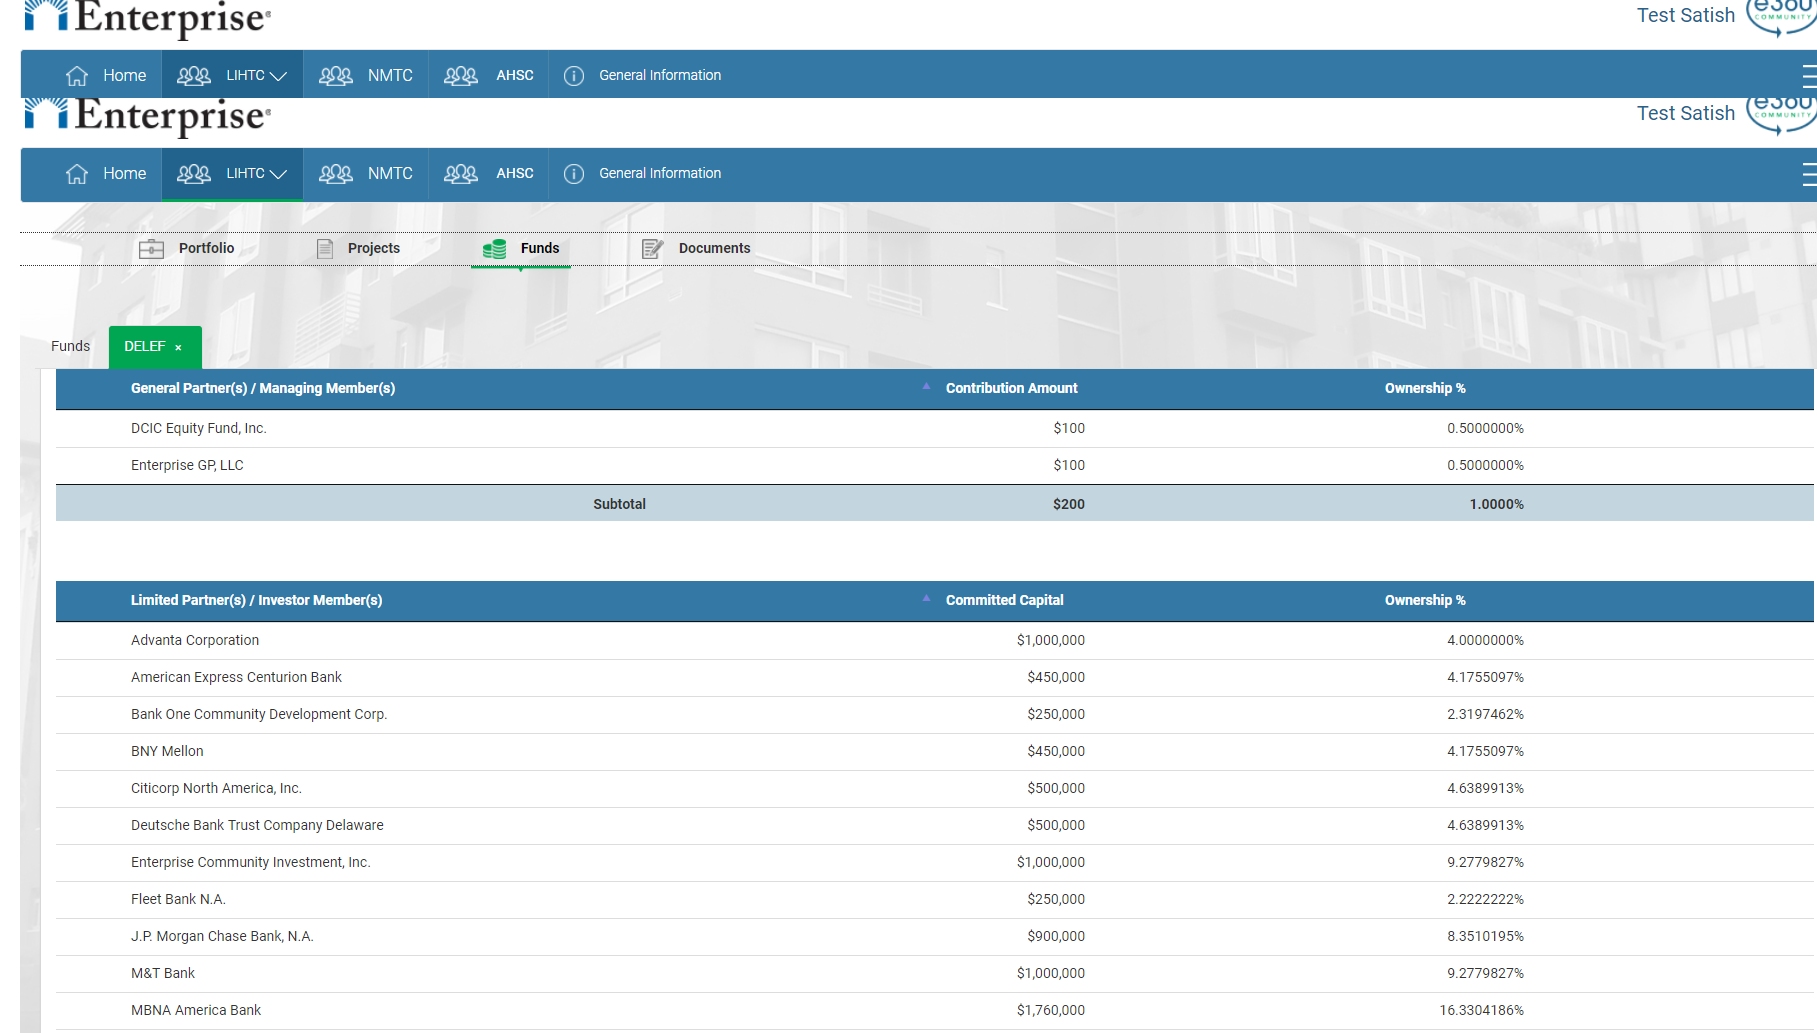 Enterprise®
Test Satish
e360
COMMUNITY
Home LIHTC NMTC AHSC General Information
Enterprise®
Test Satish
e360
COMMUNITY
Home LIHTC NMTC AHSC General Information
Portfolio Projects Funds Documents
Funds DELEF ×
General Partner(s) / Managing Member(s) Contribution Amount Ownership %
DCIC Equity Fund, Inc. $100 0.5000000%
Enterprise GP, LLC $100 0.5000000%
Subtotal $200 1.0000%
Limited Partner(s) / Investor Member(s) Committed Capital Ownership %
Advanta Corporation $1,000,000 4.0000000%
American Express Centurion Bank $450,000 4.1755097%
Bank One Community Development Corp. $250,000 2.3197462%
BNY Mellon $450,000 4.1755097%
Citicorp North America, Inc. $500,000 4.6389913%
Deutsche Bank Trust Company Delaware $500,000 4.6389913%
Enterprise Community Investment, Inc. $1,000,000 9.2779827%
Fleet Bank N.A. $250,000 2.2222222%
J.P. Morgan Chase Bank, N.A. $900,000 8.3510195%
M&T Bank $1,000,000 9.2779827%
MBNA America Bank $1,760,000 16.3304186%